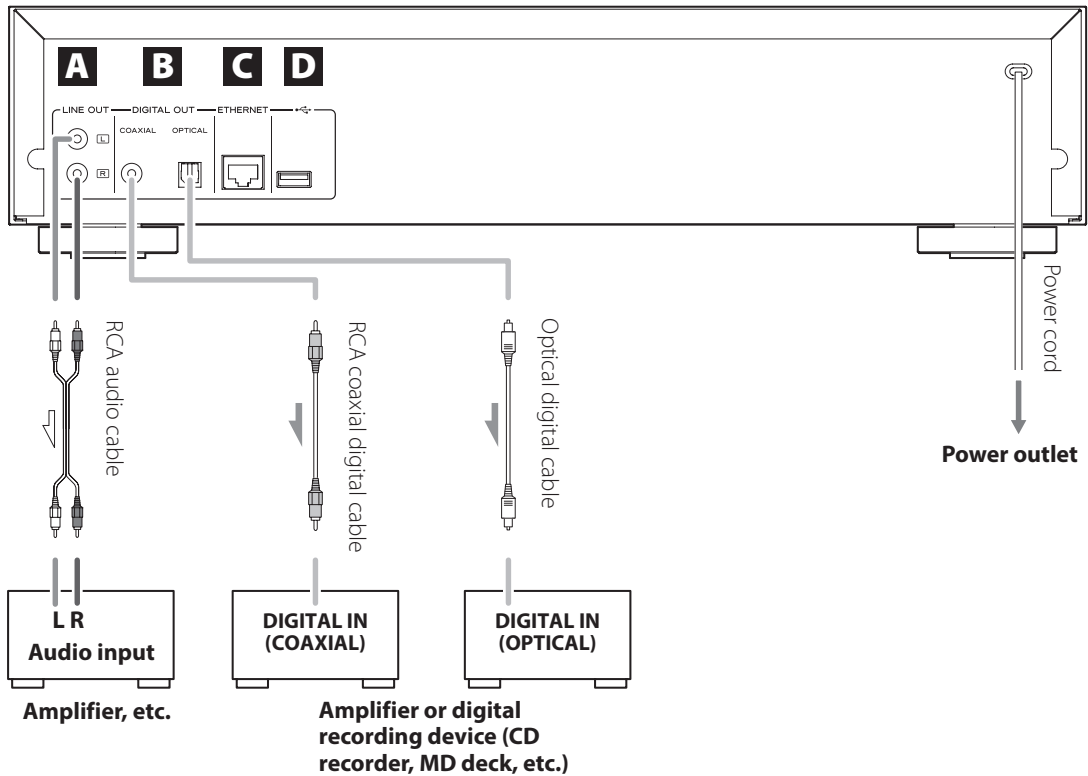 A B C D
LINE OUT DIGITAL OUT ETHERNET
COAXIAL OPTICAL
L
R
RCA audio cable
RCA coaxial digital cable
Optical digital cable
Power cord
Power outlet
L R
Audio input
Amplifier, etc.
DIGITAL IN
(COAXIAL)
DIGITAL IN
(OPTICAL)
Amplifier or digital
recording device (CD
recorder, MD deck, etc.)